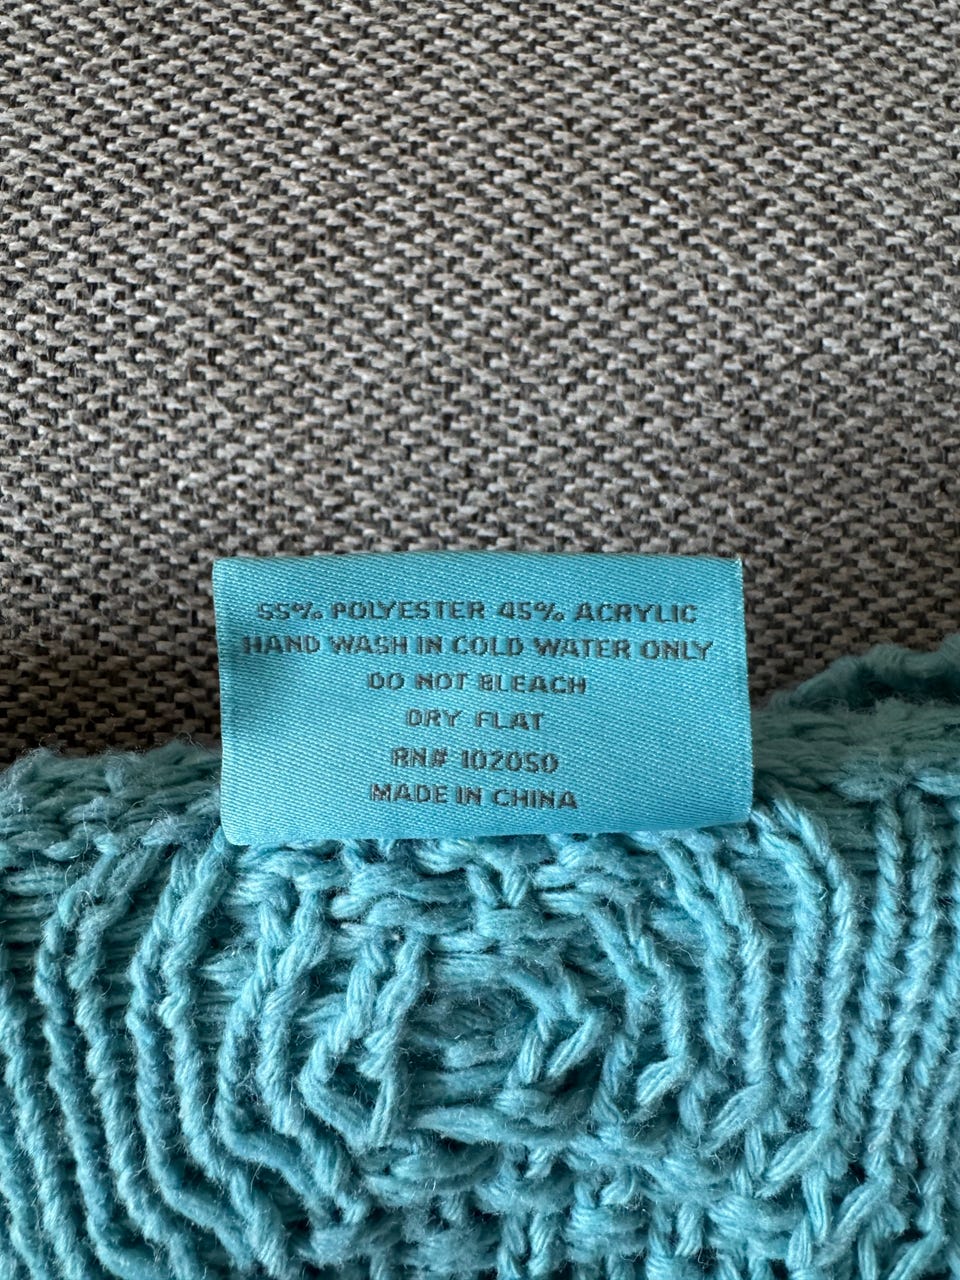 55% POLYESTER 45% ACRYLIC
HAND WASH IN COLD WATER ONLY
DO NOT BLEACH
DRY FLAT
RN# 102050
MADE IN CHINA